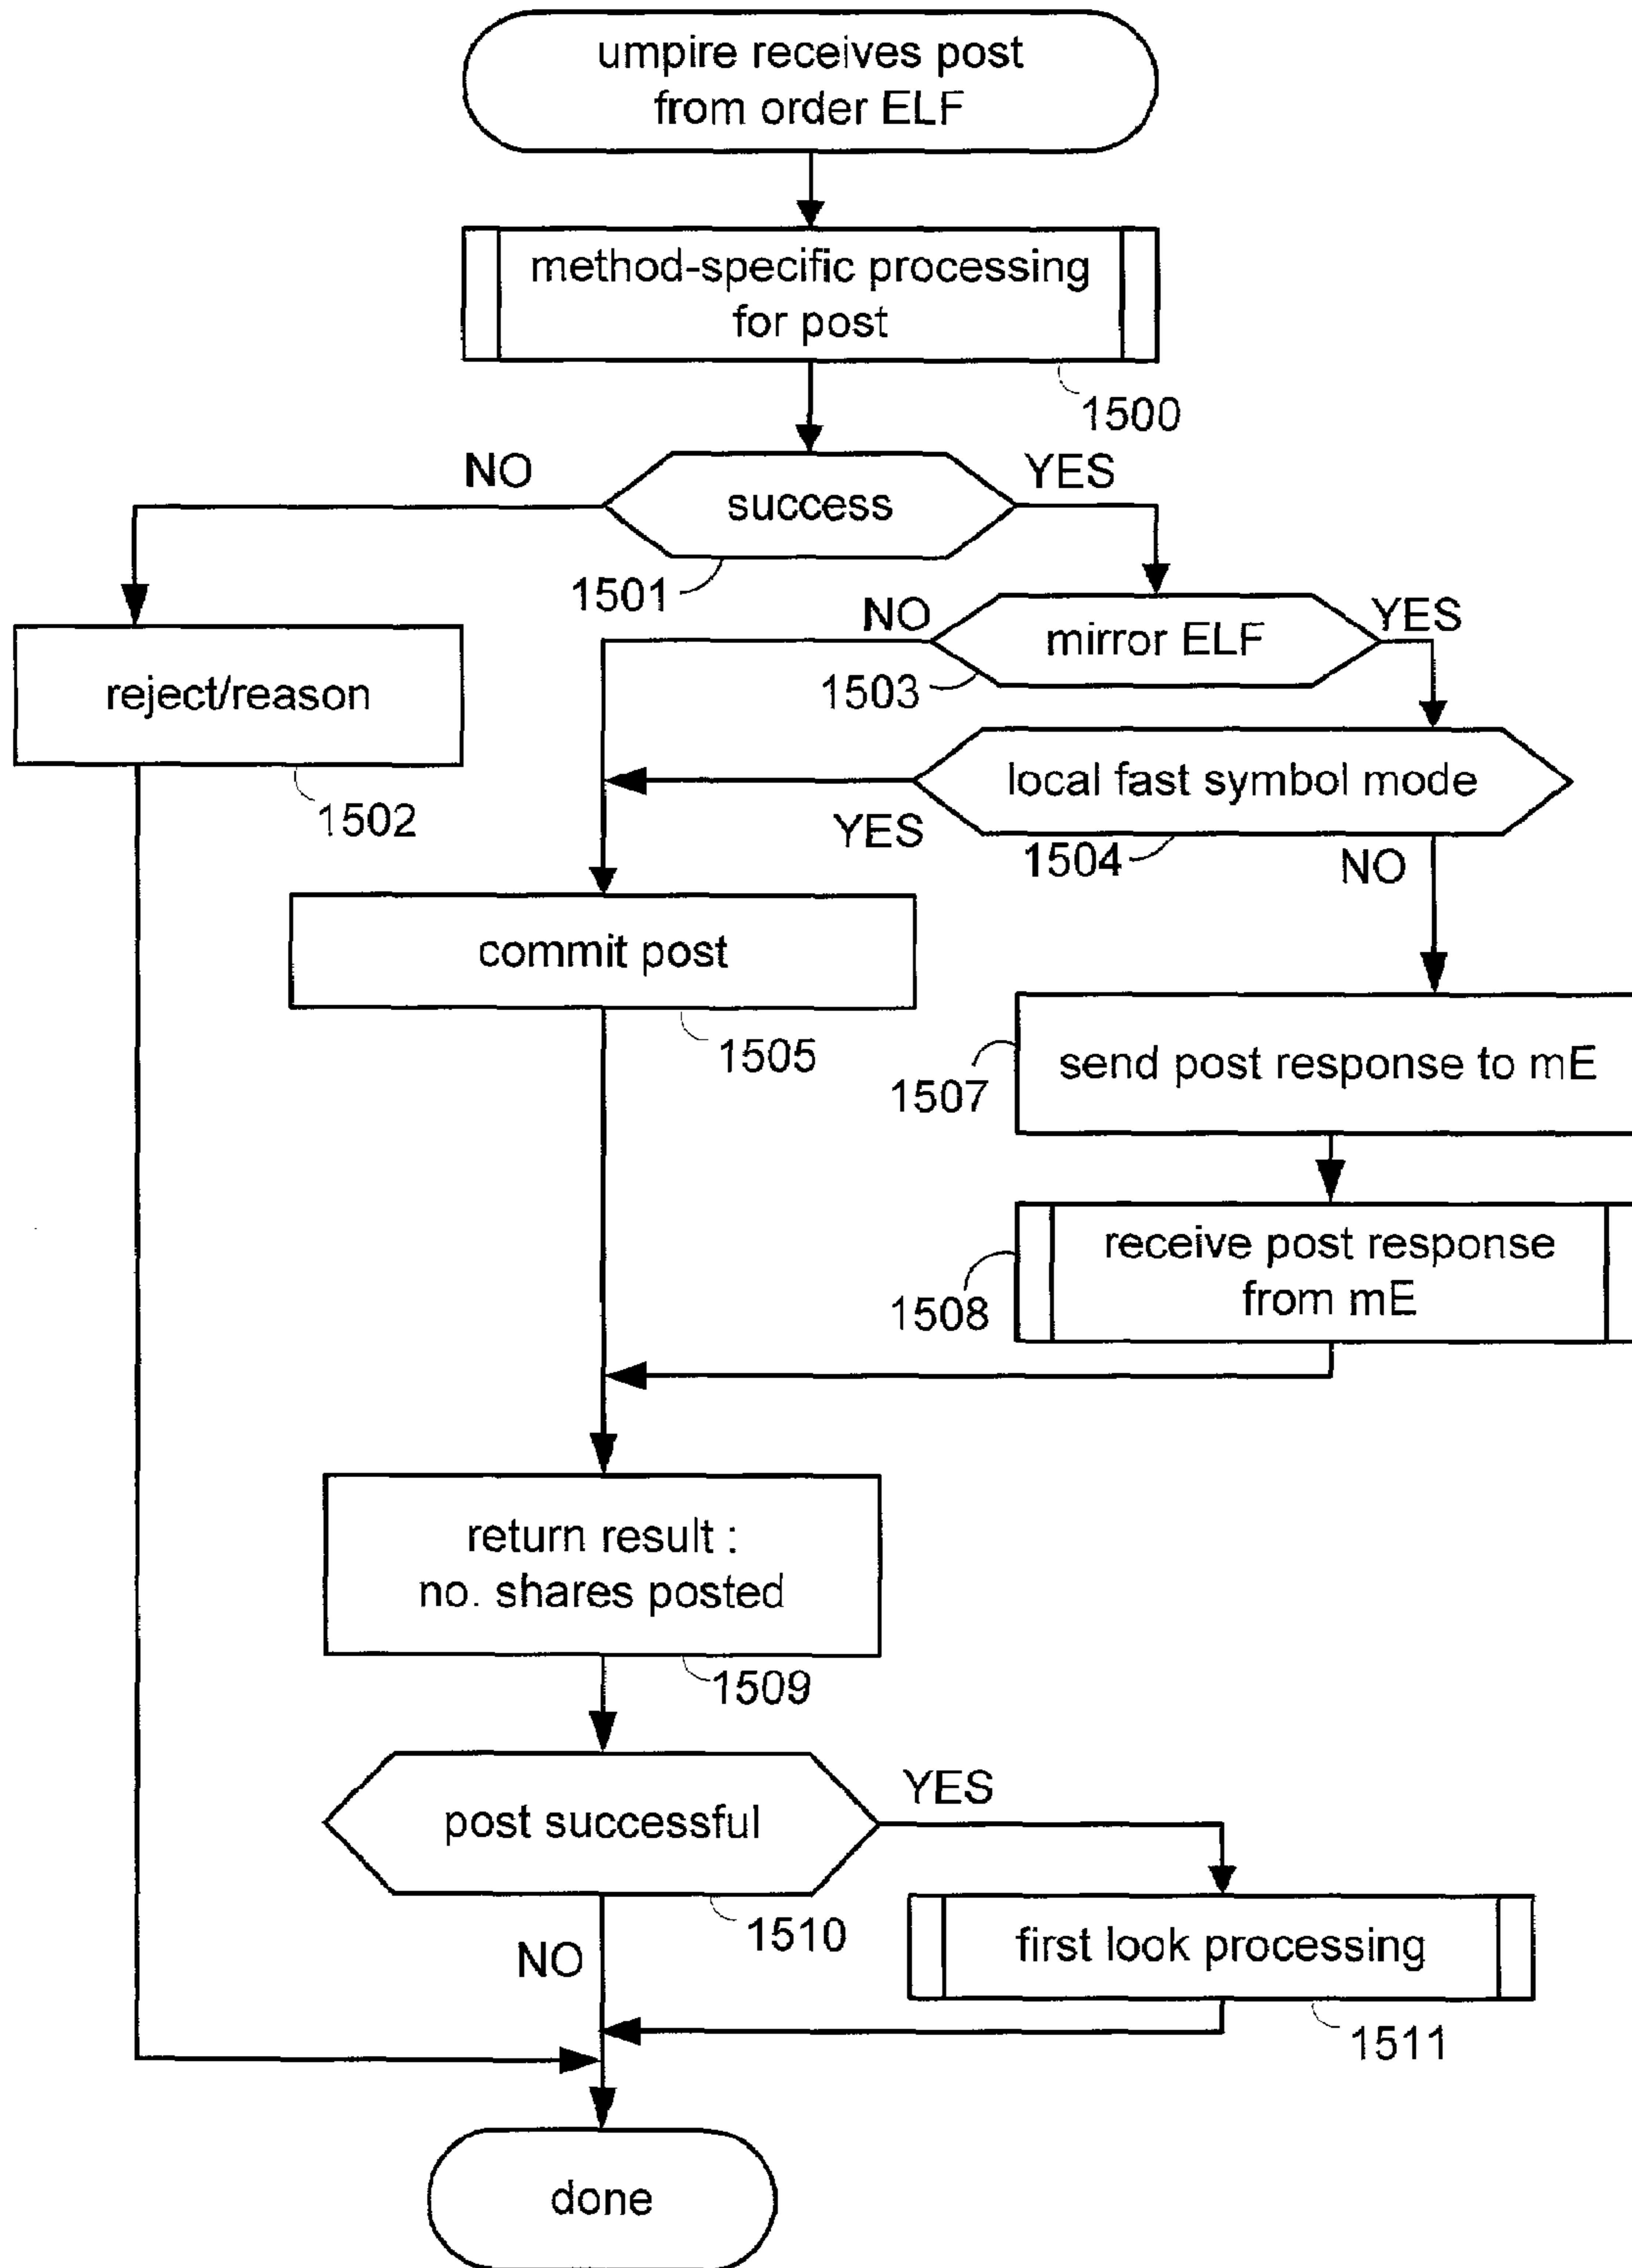 umpire receives post
from order ELF
method-specific processing
for post
1500
NO
YES
success
1501
NO
YES
mirror ELF
1503
reject/reason
1502
local fast symbol mode
YES
1504
NO
commit post
1505
send post response to mE
1507
receive post response
from mE
1508
return result :
no. shares posted
1509
YES
post successful
1510
NO
first look processing
1511
done